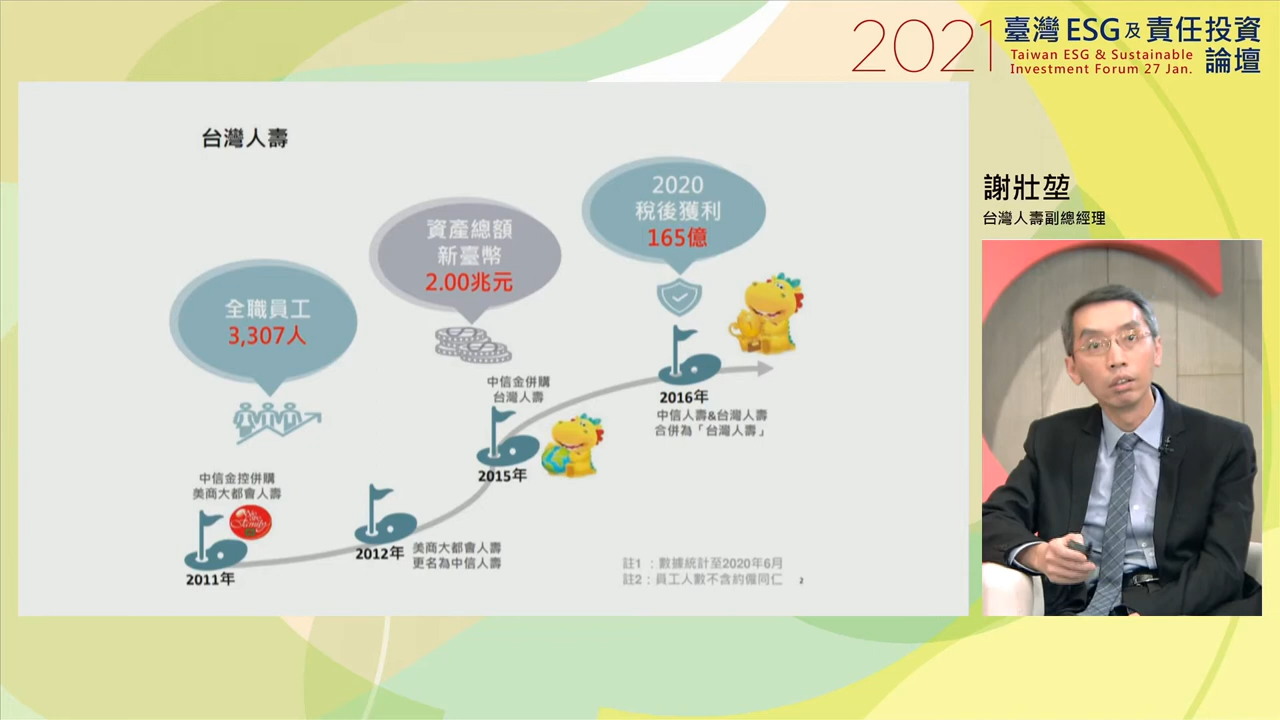 2021
臺灣 ESG 及 責任投資
論壇
Taiwan ESG & Sustainable
Investment Forum 27 Jan.
台灣人壽
謝壯堃
台灣人壽副總經理
全職員工
3,307人
資產總額
新臺幣
2.00兆元
2020
稅後獲利
165億
中信金控併購
美商大都會人壽
We are
Family
2011年
2012年
美商大都會人壽
更名為中信人壽
中信金併購
台灣人壽
2015年
2016年
中信人壽&台灣人壽
合併為「台灣人壽」
註1 ：數據統計至2020年6月
註2：員工人數不含約僱同仁
2